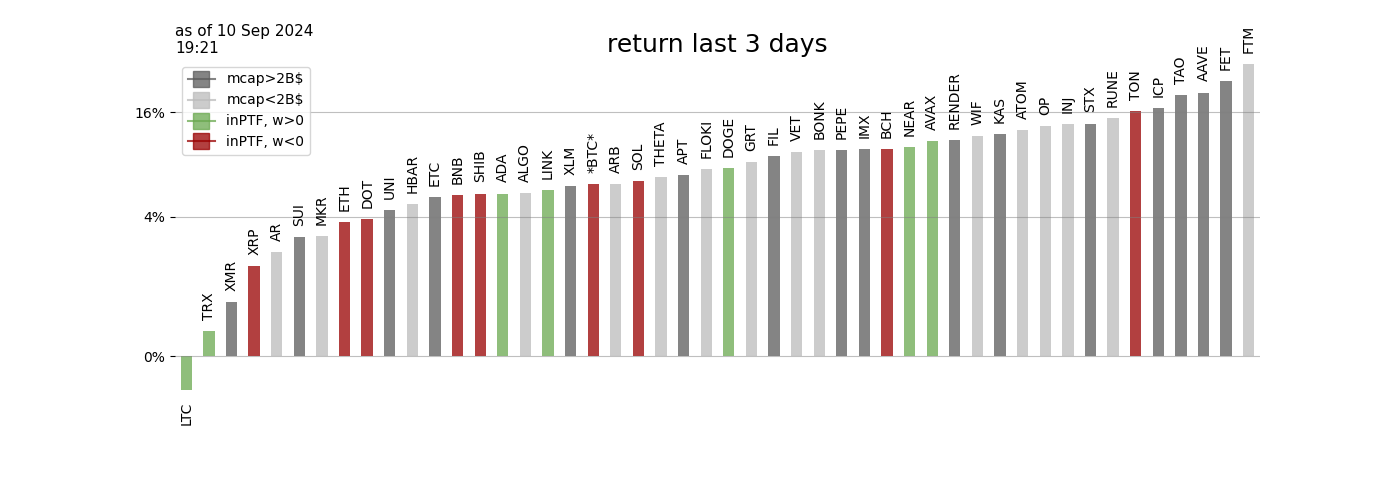 as of 10 Sep 2024
19:21
return last 3 days
mcap>2B$
mcap<2B$
inPTF, w>0
inPTF, w<0
16%
4%
0%
LTC
TRX
XMR
XRP
AR
SUI
MKR
ETH
DOT
UNI
HBAR
ETC
BNB
SHIB
ADA
ALGO
LINK
XLM
*BTC*
ARB
SOL
THETA
APT
FLOKI
DOGE
GRT
FIL
VET
BONK
PEPE
IMX
BCH
NEAR
AVAX
RENDER
WIF
KAS
ATOM
OP
INJ
STX
RUNE
TON
ICP
TAO
AAVE
FET
FTM